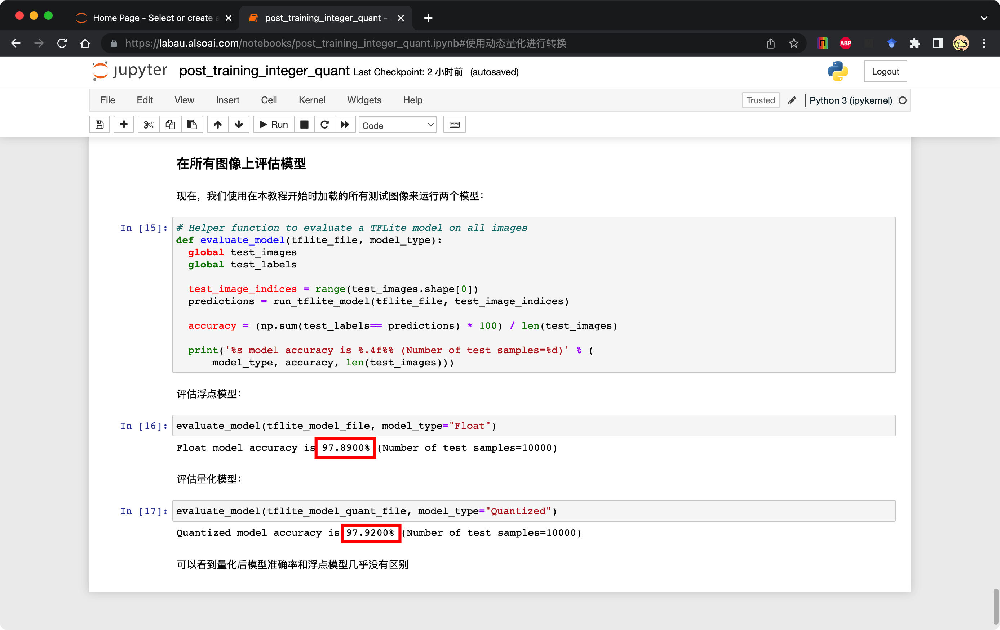 Home Page - Select or create a
post_training_integer_quant -
https://labau.alsoai.com/notebooks/post_training_integer_quant.ipynb#使用动态量化进行转换
ABP
jupyter post_training_integer_quant Last Checkpoint: 2 小时前 (autosaved)
Logout
File Edit View Insert Cell Kernel Widgets Help
Trusted Python 3 (ipykernel)
Run Code
在所有图像上评估模型
现在，我们使用在本教程开始时加载的所有测试图像来运行两个模型：
In [15]: # Helper function to evaluate a TFLite model on all images
def evaluate_model(tflite_file, model_type):
  global test_images
  global test_labels
  test_image_indices = range(test_images.shape[0])
  predictions = run_tflite_model(tflite_file, test_image_indices)
  accuracy = (np.sum(test_labels== predictions) * 100) / len(test_images)
  print('%s model accuracy is %.4f%% (Number of test samples=%d)' % (
      model_type, accuracy, len(test_images)))
评估浮点模型：
In [16]: evaluate_model(tflite_model_file, model_type="Float")
Float model accuracy is 97.8900% (Number of test samples=10000)
评估量化模型：
In [17]: evaluate_model(tflite_model_quant_file, model_type="Quantized")
Quantized model accuracy is 97.9200% (Number of test samples=10000)
可以看到量化后模型准确率和浮点模型几乎没有区别